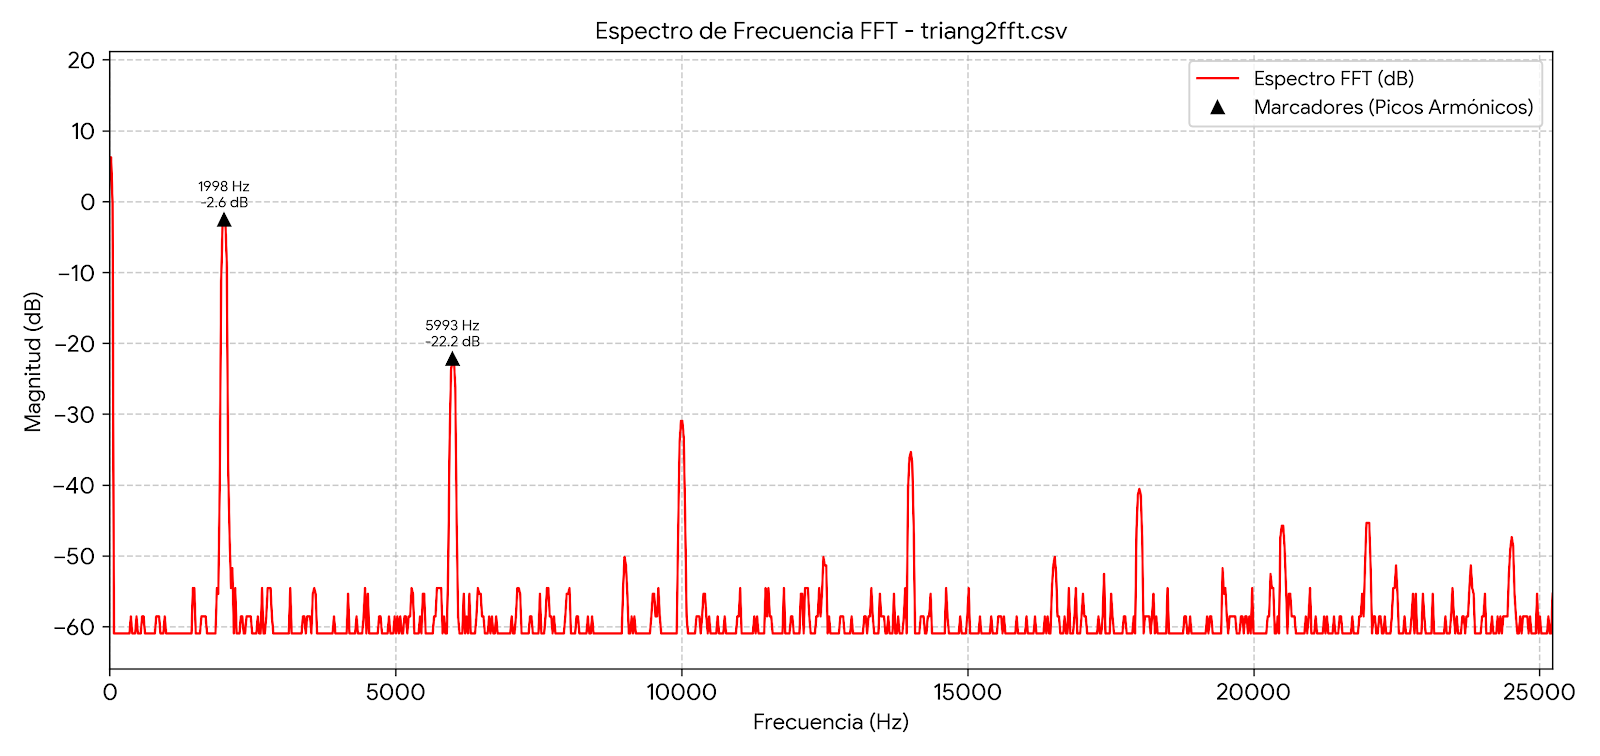 Espectro de Frecuencia FFT - triang2fft.csv
Espectro FFT (dB)
Marcadores (Picos Armónicos)
1998 Hz
-2.6 dB
5993 Hz
-22.2 dB
Magnitud (dB)
20
10
0
−10
−20
−30
−40
−50
−60
0 5000 10000 15000 20000 25000
Frecuencia (Hz)